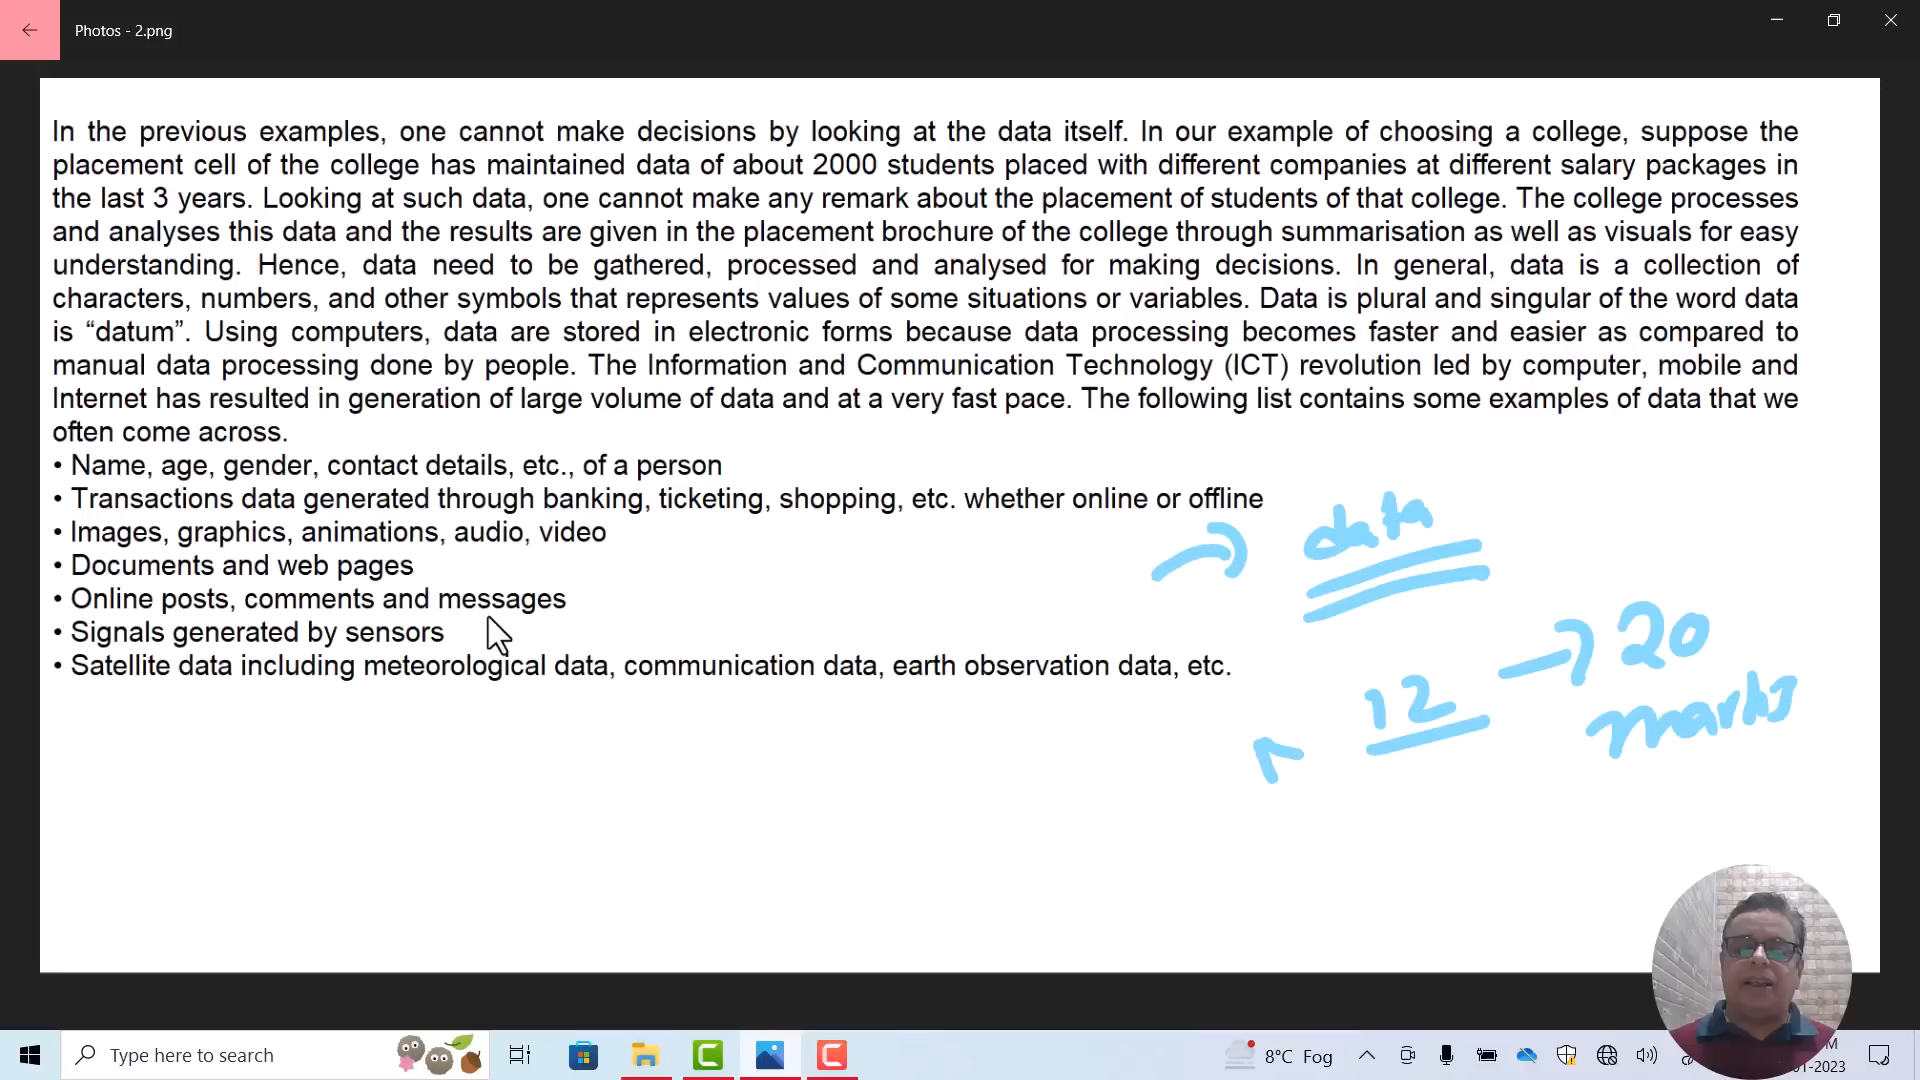 Photos - 2.png
In the previous examples, one cannot make decisions by looking at the data itself. In our example of choosing a college, suppose the
placement cell of the college has maintained data of about 2000 students placed with different companies at different salary packages in
the last 3 years. Looking at such data, one cannot make any remark about the placement of students of that college. The college processes
and analyses this data and the results are given in the placement brochure of the college through summarisation as well as visuals for easy
understanding. Hence, data need to be gathered, processed and analysed for making decisions. In general, data is a collection of
characters, numbers, and other symbols that represents values of some situations or variables. Data is plural and singular of the word data
is “datum”. Using computers, data are stored in electronic forms because data processing becomes faster and easier as compared to
manual data processing done by people. The Information and Communication Technology (ICT) revolution led by computer, mobile and
Internet has resulted in generation of large volume of data and at a very fast pace. The following list contains some examples of data that we
often come across.
• Name, age, gender, contact details, etc., of a person
• Transactions data generated through banking, ticketing, shopping, etc. whether online or offline
• Images, graphics, animations, audio, video
• Documents and web pages
• Online posts, comments and messages
• Signals generated by sensors
• Satellite data including meteorological data, communication data, earth observation data, etc.
data
20
marks
12
Type here to search
8°C Fog